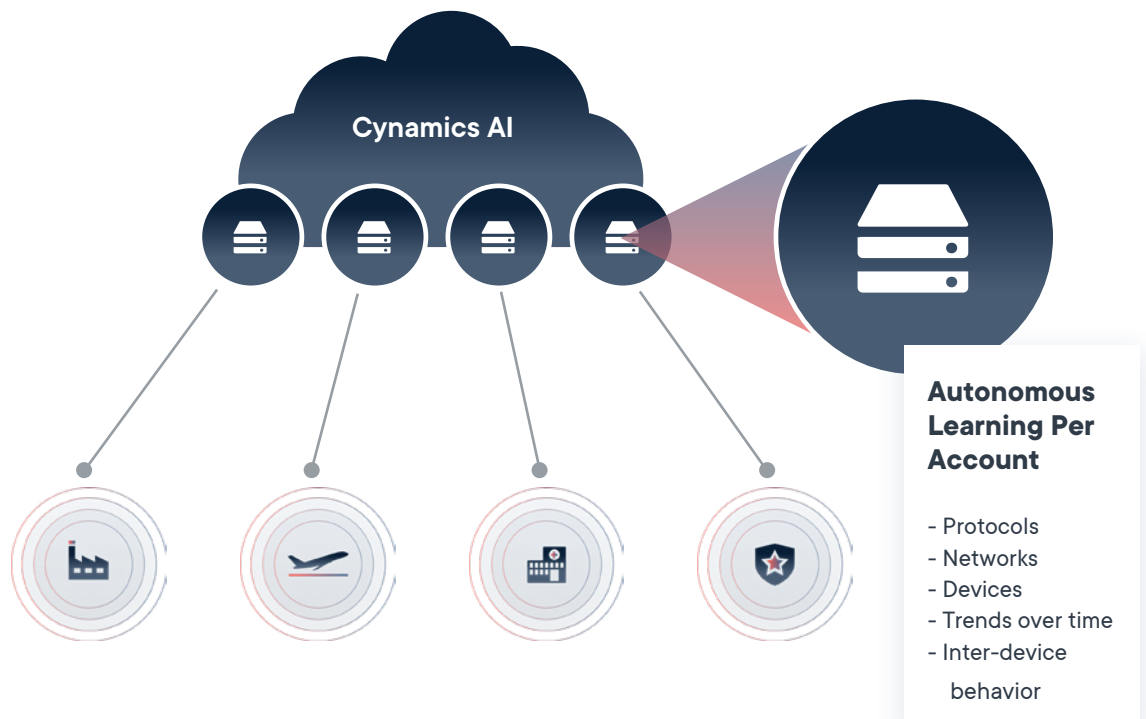 Cynamics AI
Autonomous
Learning Per
Account
- Protocols
- Networks
- Devices
- Trends over time
- Inter-device
behavior